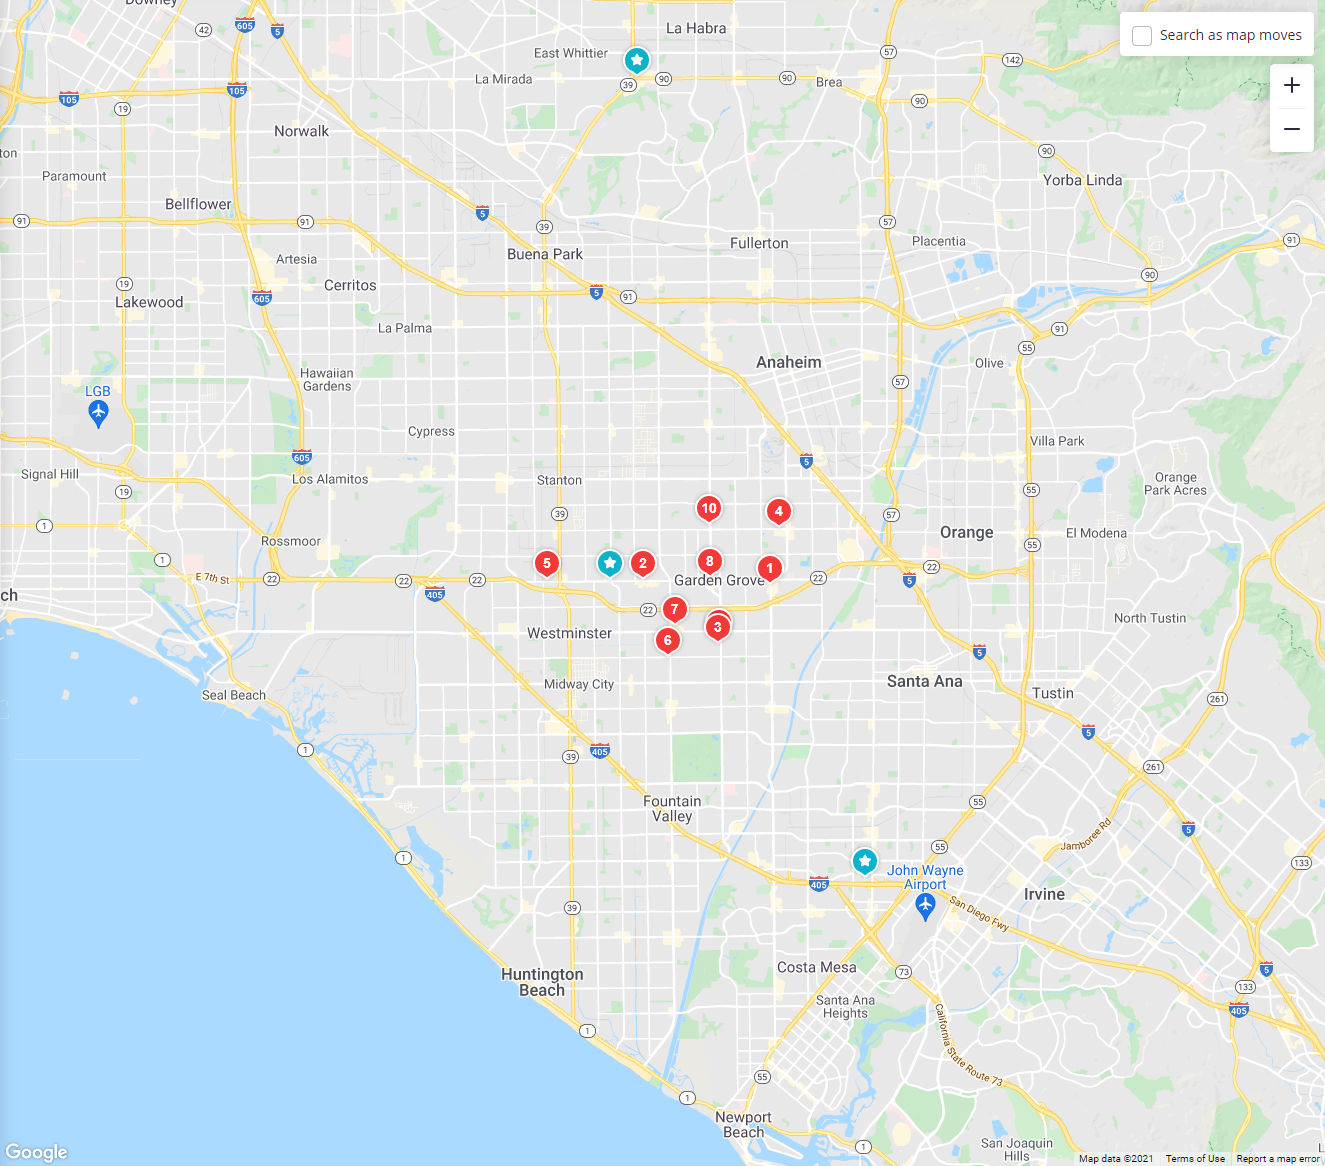 Downey
La Habra
Search as map moves
42
605
5
57
East Whittier
142
La Mirada
39
90
90
Brea
+
105
105
19
90
−
Norwalk
90
Paramount
Yorba Linda
Bellflower
91
91
5
39
57
Fullerton
Placentia
91
Buena Park
Artesia
Cerritos
90
19
605
5
91
Lakewood
La Palma
91
55
Anaheim
Olive
Hawaiian
Gardens
57
LGB
Cypress
Villa Park
605
5
Signal Hill
Los Alamitos
Stanton
Orange
Park Acres
19
55
10
4
39
57
1
Orange
El Modena
Rossmoor
55
1
5
2
8
1
22
E 7th St
22
22
22
Garden Grove
22
5
405
22
7
3
6
North Tustin
Westminster
5
Midway City
Santa Ana
Tustin
Seal Beach
261
5
1
405
39
261
Fountain
Valley
55
5
Jamboree Rd
55
1
133
John Wayne
Airport
405
Irvine
39
San Diego Fwy
Huntington
Beach
Costa Mesa
73
5
133
Santa Ana
Heights
405
California State Route 73
1
55
1
Newport
Beach
1
San Joaquin
Hills
Google
Map data ©2021
Terms of Use
Report a map error